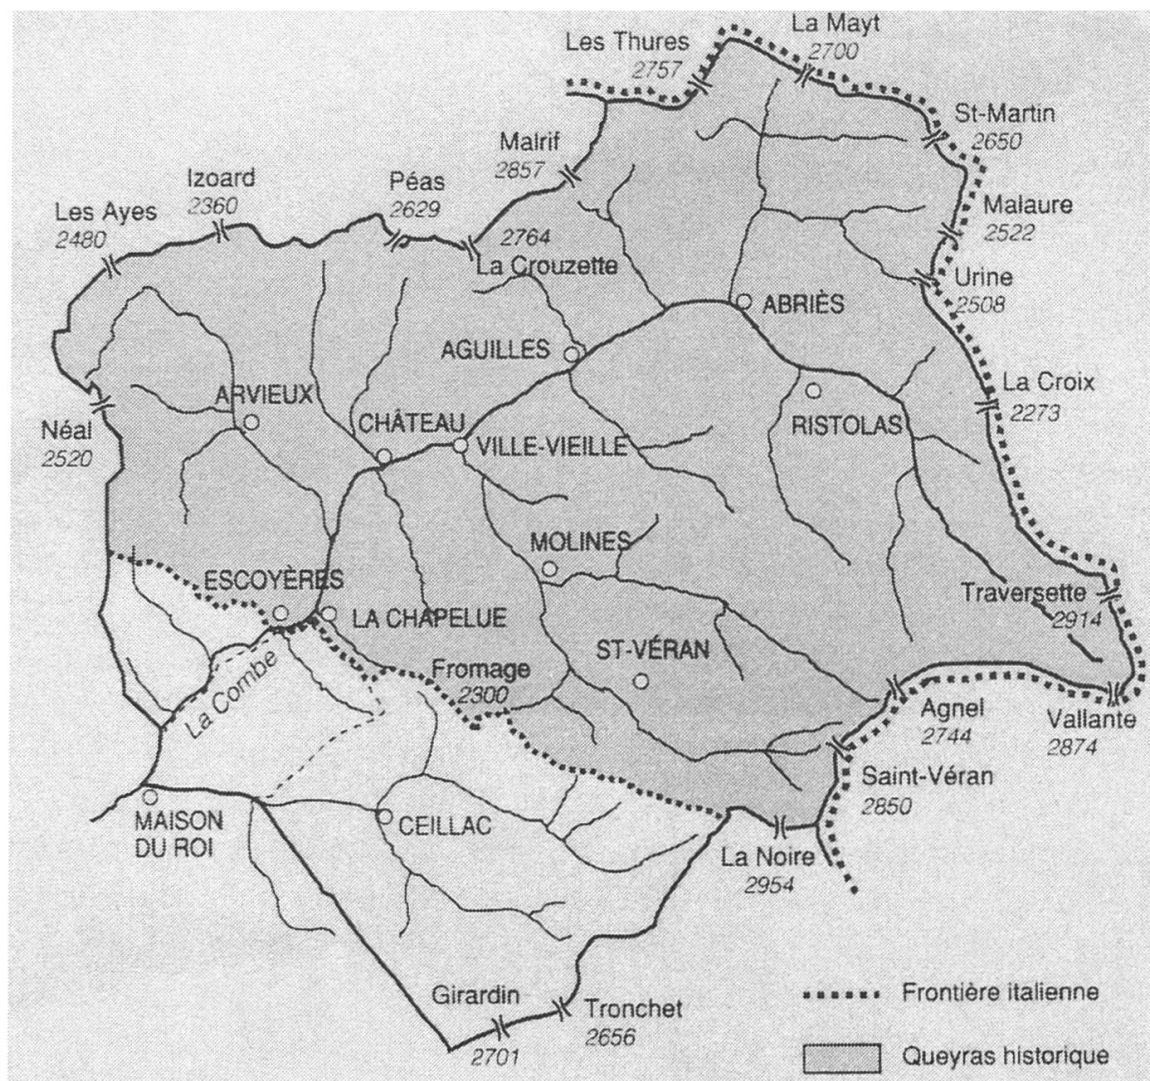 La Mayt
2700
Les Thures
2757
St-Martin
2650
Malrif
2857
Izoard
2360
Péas
2629
Les Ayes
2480
Malaure
2522
2764
La Crouzette
Urine
2508
ABRIÈS
AGUILLES
La Croix
2273
ARVIEUX
CHÂTEAU
RISTOLAS
Néal
2520
VILLE-VIEILLE
MOLINES
ESCOYÈRES
LA CHAPELUE
Traversette
2914
ST-VÉRAN
Fromage
2300
La Combe
Agnel
2744
Vallante
2874
Saint-Véran
2850
MAISON
DU ROI
CEILLAC
La Noire
2954
Girardin
2701
Tronchet
2656
Frontière italienne
Queyras historique